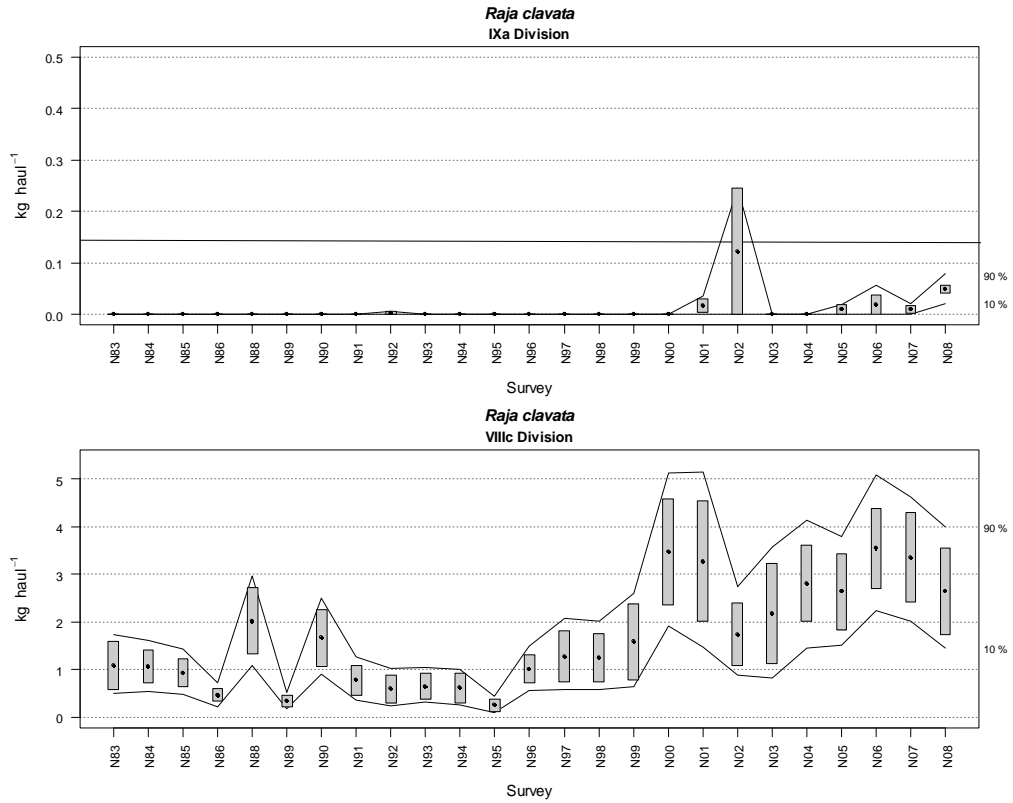 Raja clavata
IXa Division
0.5
0.4
0.3
0.2
0.1
0.0
kg haul⁻¹
90 %
10 %
N83 N84 N85 N86 N88 N89 N90 N91 N92 N93 N94 N95 N96 N97 N98 N99 N00 N01 N02 N03 N04 N05 N06 N07 N08
Survey
Raja clavata
VIIIc Division
5
4
3
2
1
0
kg haul⁻¹
90 %
10 %
N83 N84 N85 N86 N88 N89 N90 N91 N92 N93 N94 N95 N96 N97 N98 N99 N00 N01 N02 N03 N04 N05 N06 N07 N08
Survey